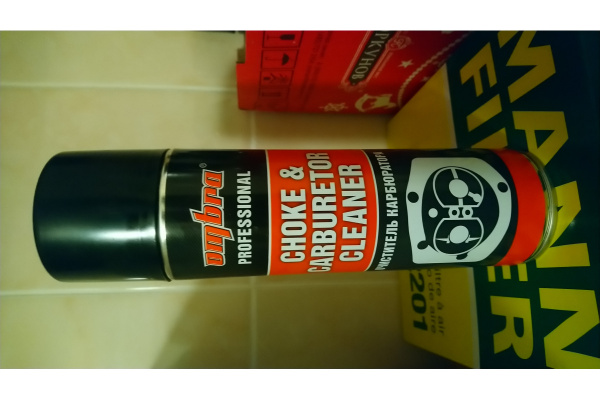 ombra®
PROFESSIONAL
CHOKE &
CARBURETOR
CLEANER
ОЧИСТИТЕЛЬ КАРБЮРАТОРА
MANN
FILTER
201